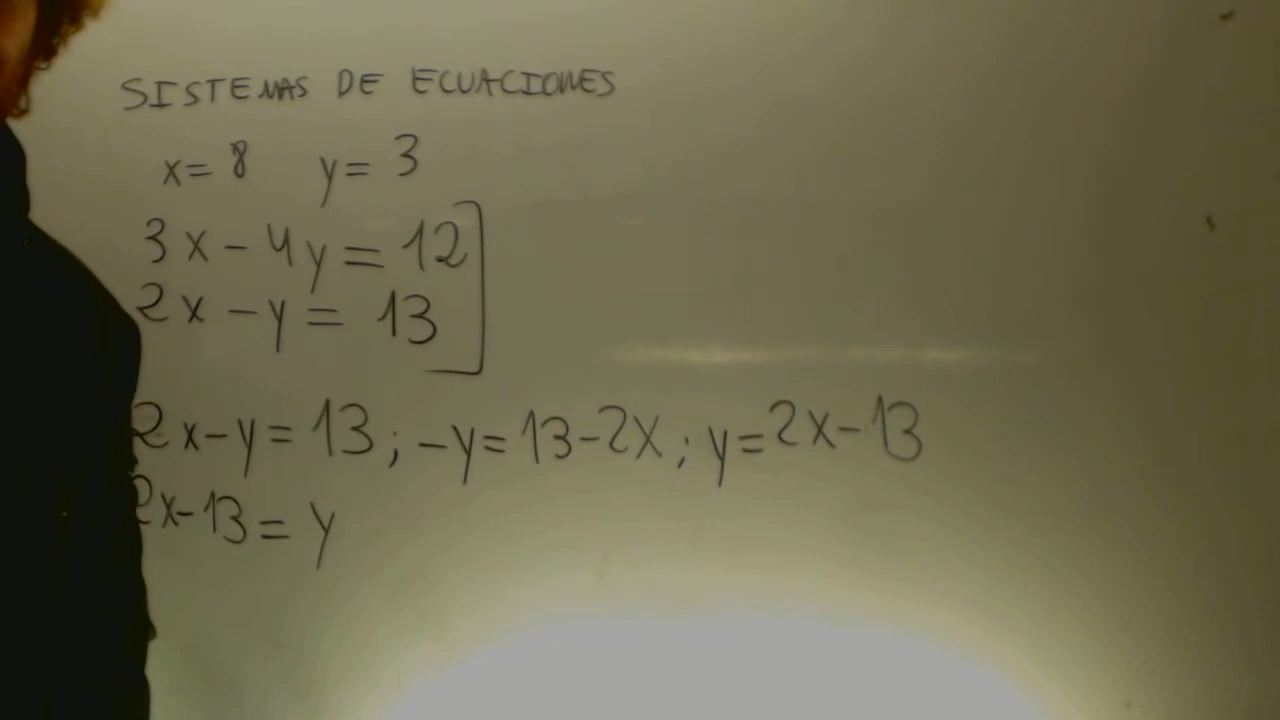 SISTEMAS DE ECUACIONES
x= 8 y= 3
3x-4y=12
2x-y=13
2x-y=13; -y=13-2x; y=2x-13
2x-13=y